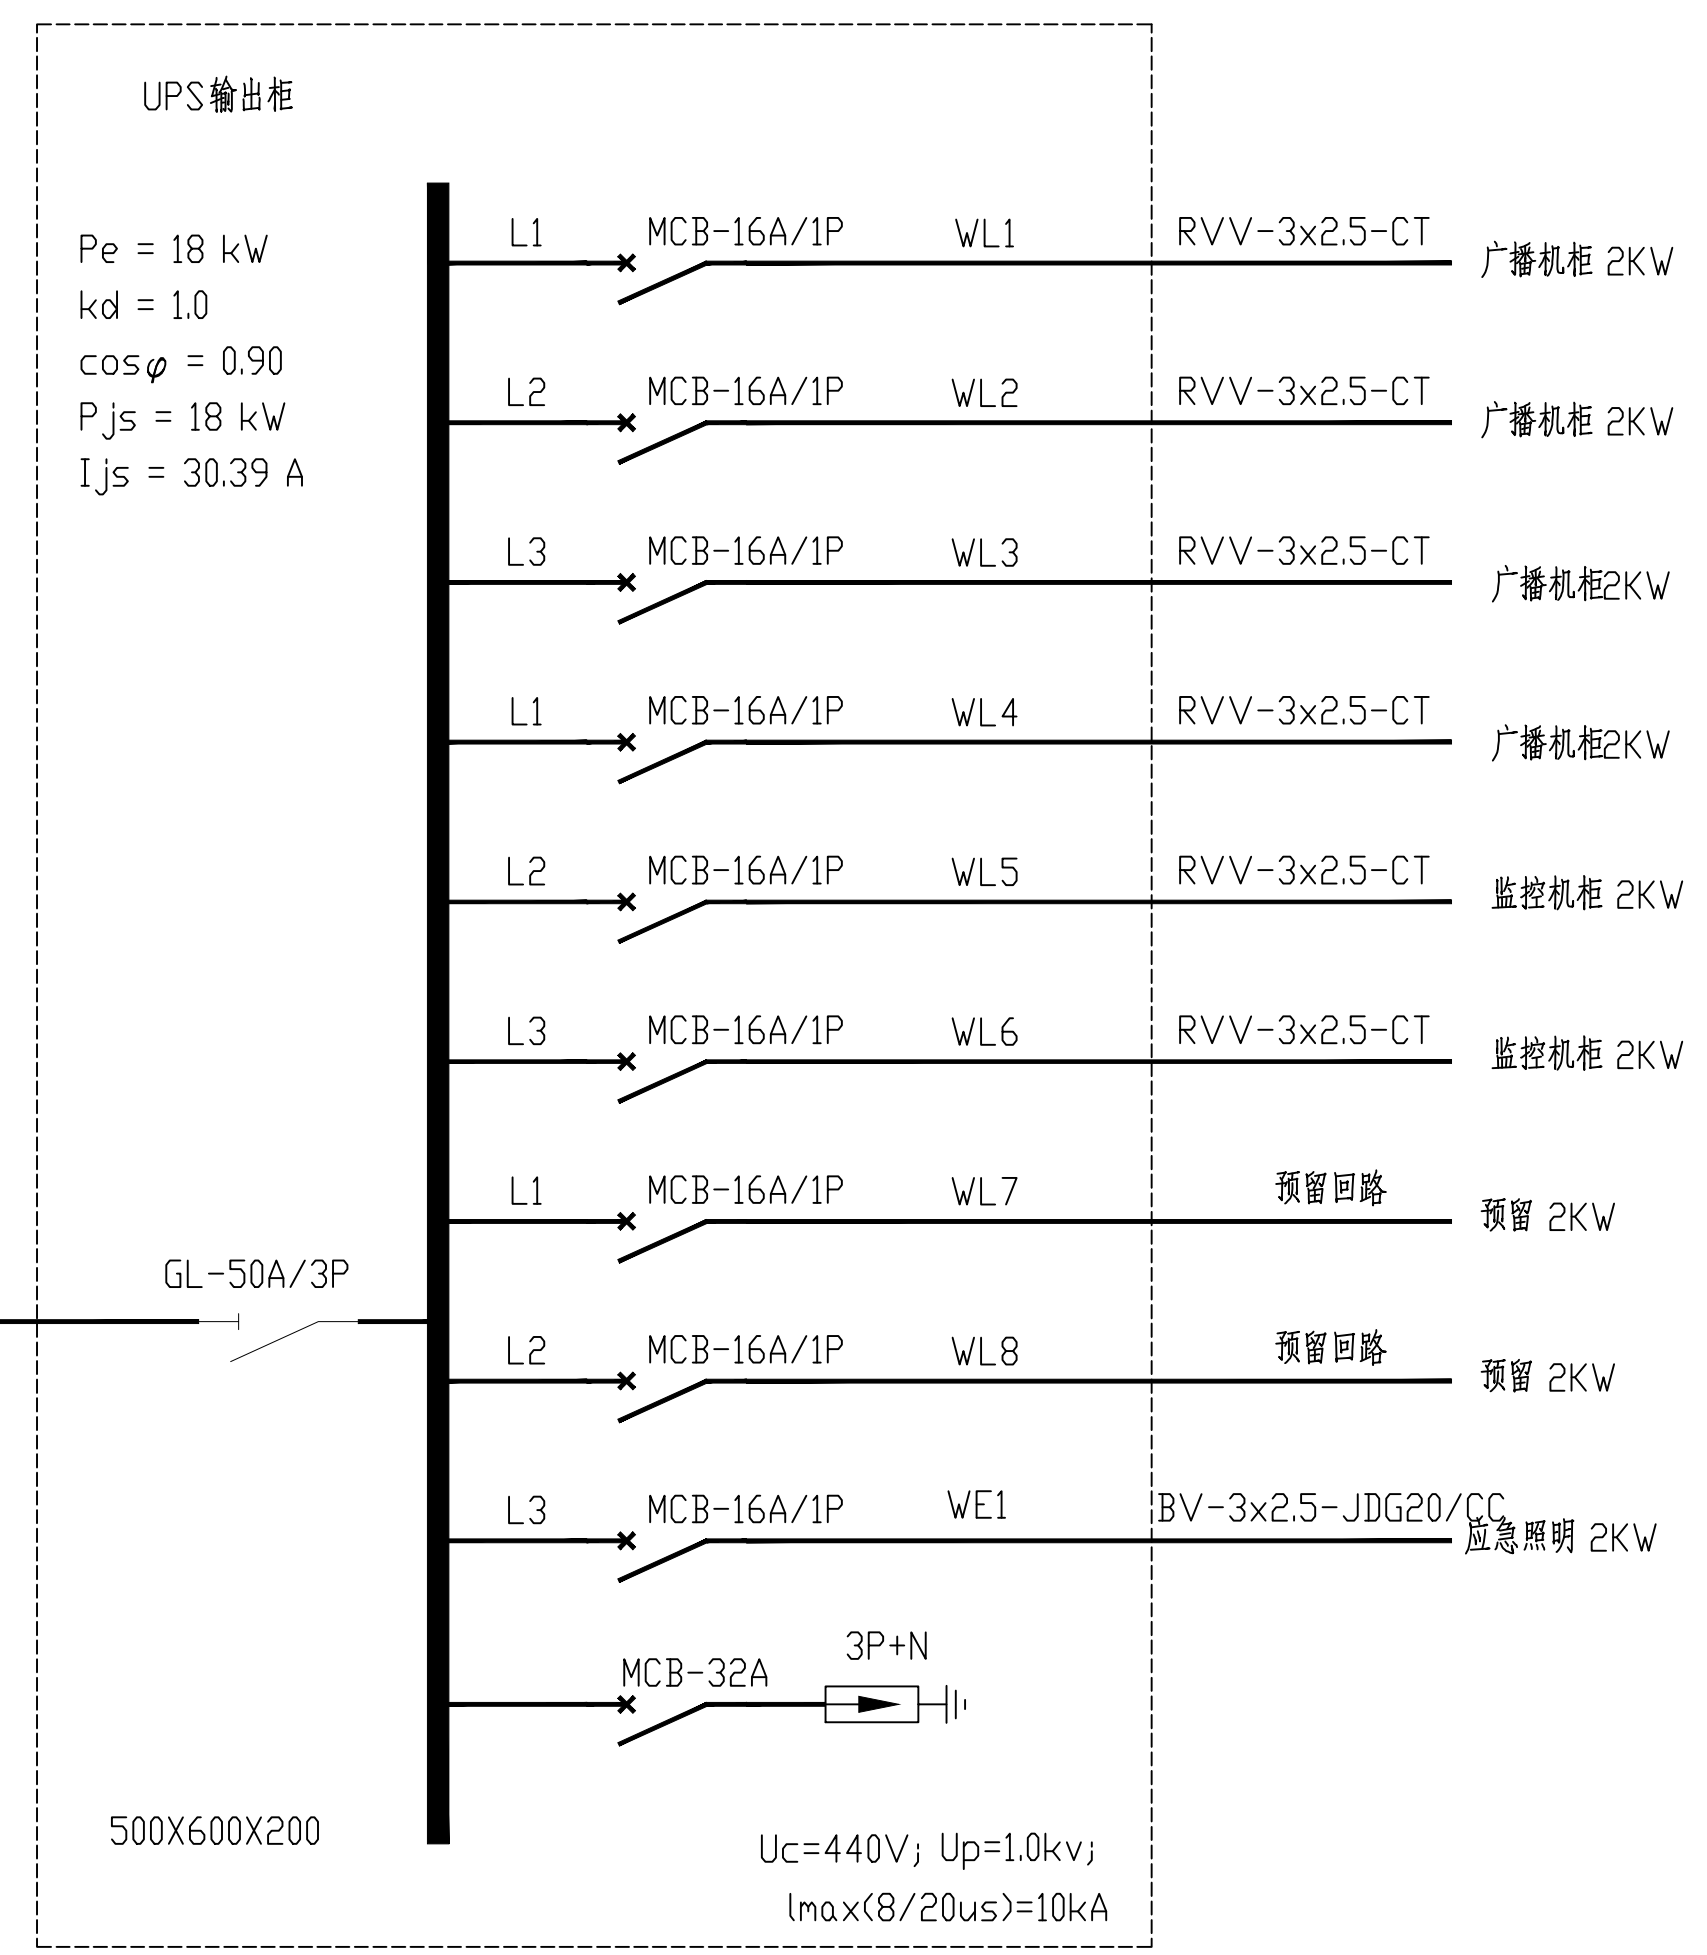 UPS输出柜
Pe = 18 kW
kd = 1.0
cosφ = 0.90
Pjs = 18 kW
Ijs = 30.39 A
L1 MCB-16A/1P WL1 RVV-3x2.5-CT 广播机柜 2KW
L2 MCB-16A/1P WL2 RVV-3x2.5-CT 广播机柜 2KW
L3 MCB-16A/1P WL3 RVV-3x2.5-CT 广播机柜2KW
L1 MCB-16A/1P WL4 RVV-3x2.5-CT 广播机柜2KW
L2 MCB-16A/1P WL5 RVV-3x2.5-CT 监控机柜 2KW
L3 MCB-16A/1P WL6 RVV-3x2.5-CT 监控机柜 2KW
L1 MCB-16A/1P WL7 预留回路 预留 2KW
GL-50A/3P
L2 MCB-16A/1P WL8 预留回路 预留 2KW
L3 MCB-16A/1P WE1 BV-3x2.5-JDG20/CC 应急照明 2KW
MCB-32A 3P+N
500X600X200
Uc=440V; Up=1.0kv;
lmax(8/20us)=10kA